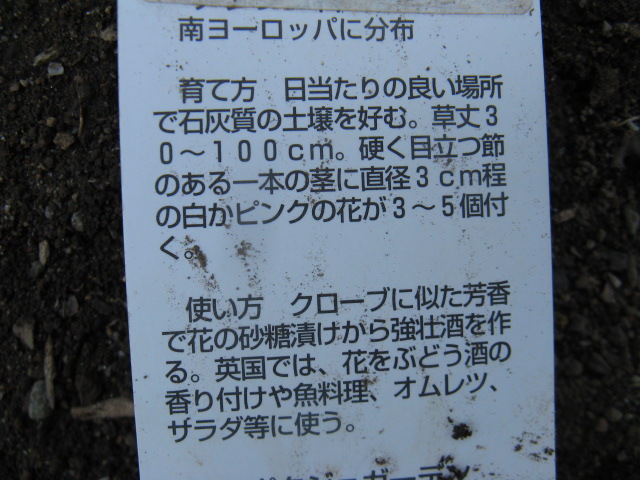 南ヨーロッパに分布
育て方　日当たりの良い場所
で石灰質の土壌を好む。草丈３
０～１００ｃｍ。硬く目立つ節
のある一本の茎に直径３ｃｍ程
の白かピンクの花が３～５個付
く。
使い方　クローブに似た芳香
で花の砂糖漬けから強壮酒を作
る。英国では、花をぶどう酒の
香り付けや魚料理、オムレツ、
サラダ等に使う。